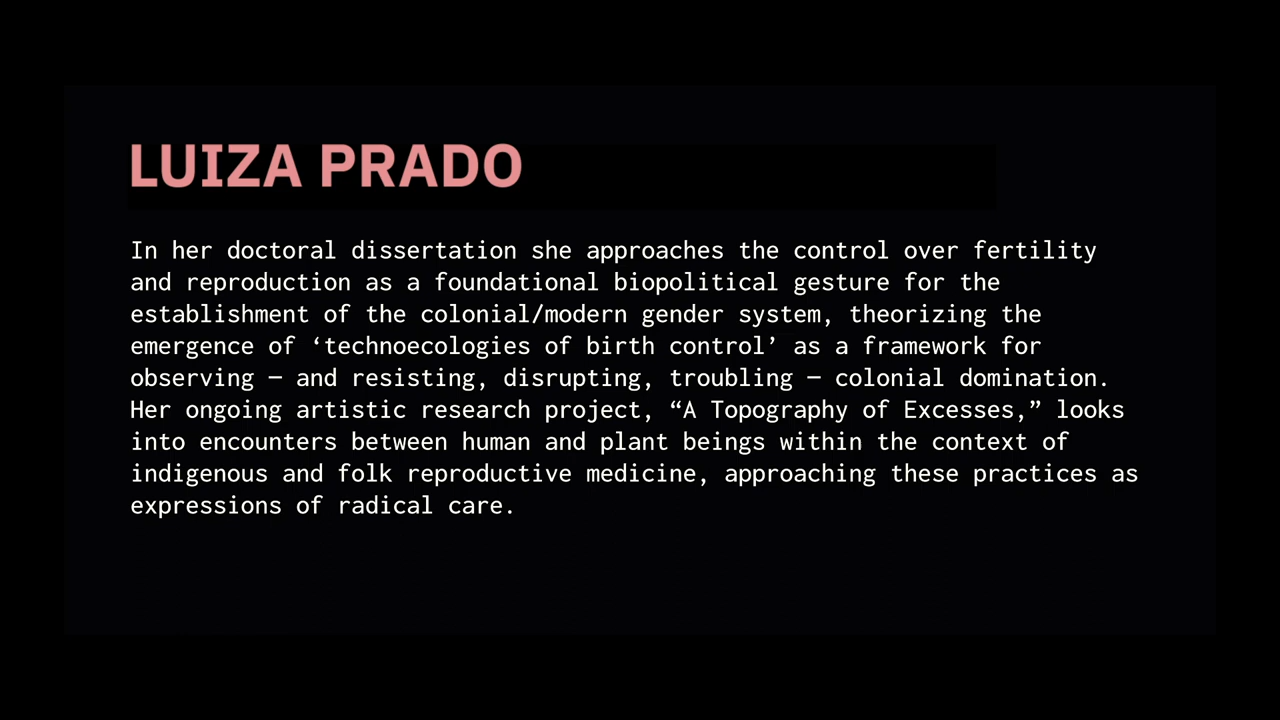 LUIZA PRADO
In her doctoral dissertation she approaches the control over fertility
and reproduction as a foundational biopolitical gesture for the
establishment of the colonial/modern gender system, theorizing the
emergence of ‘technoecologies of birth control’ as a framework for
observing – and resisting, disrupting, troubling – colonial domination.
Her ongoing artistic research project, “A Topography of Excesses,” looks
into encounters between human and plant beings within the context of
indigenous and folk reproductive medicine, approaching these practices as
expressions of radical care.